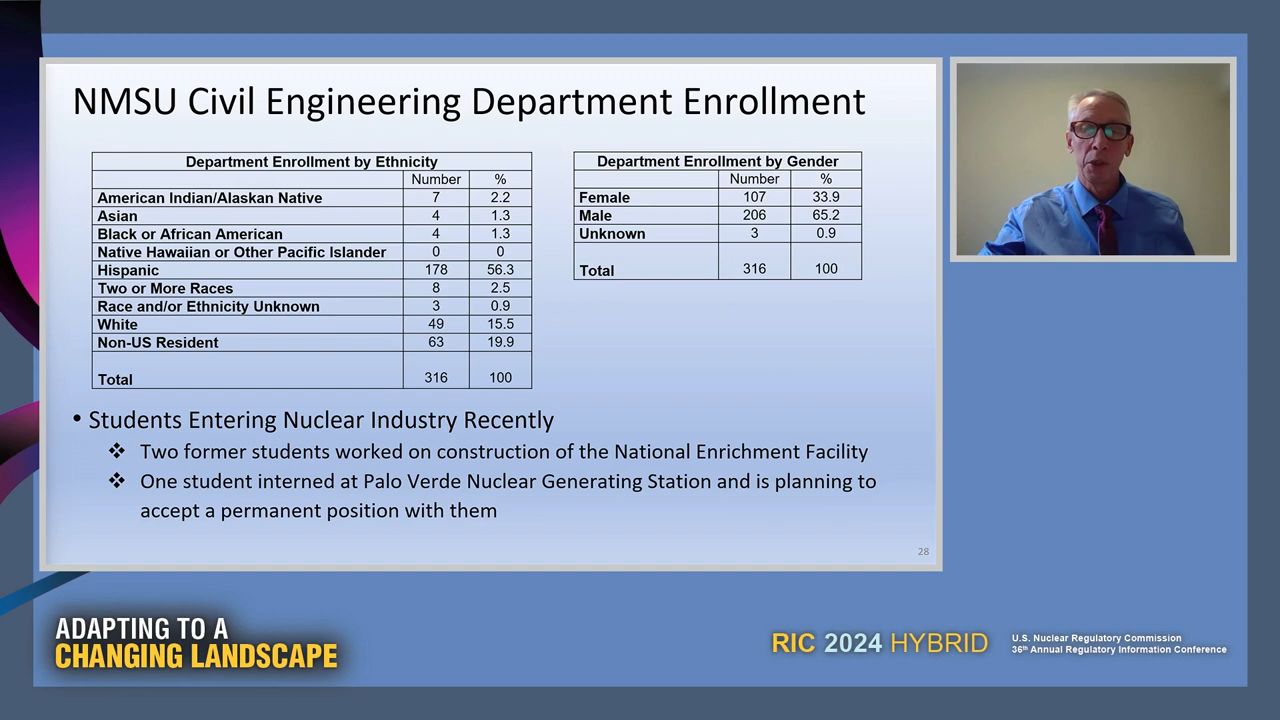 NMSU Civil Engineering Department Enrollment
Department Enrollment by Ethnicity
Number %
American Indian/Alaskan Native 7 2.2
Asian 4 1.3
Black or African American 4 1.3
Native Hawaiian or Other Pacific Islander 0 0
Hispanic 178 56.3
Two or More Races 8 2.5
Race and/or Ethnicity Unknown 3 0.9
White 49 15.5
Non-US Resident 63 19.9
Total 316 100
Department Enrollment by Gender
Number %
Female 107 33.9
Male 206 65.2
Unknown 3 0.9
Total 316 100
• Students Entering Nuclear Industry Recently
❖ Two former students worked on construction of the National Enrichment Facility
❖ One student interned at Palo Verde Nuclear Generating Station and is planning to
accept a permanent position with them
28
ADAPTING TO A
CHANGING LANDSCAPE
RIC 2024 HYBRID
U.S. Nuclear Regulatory Commission
36th Annual Regulatory Information Conference